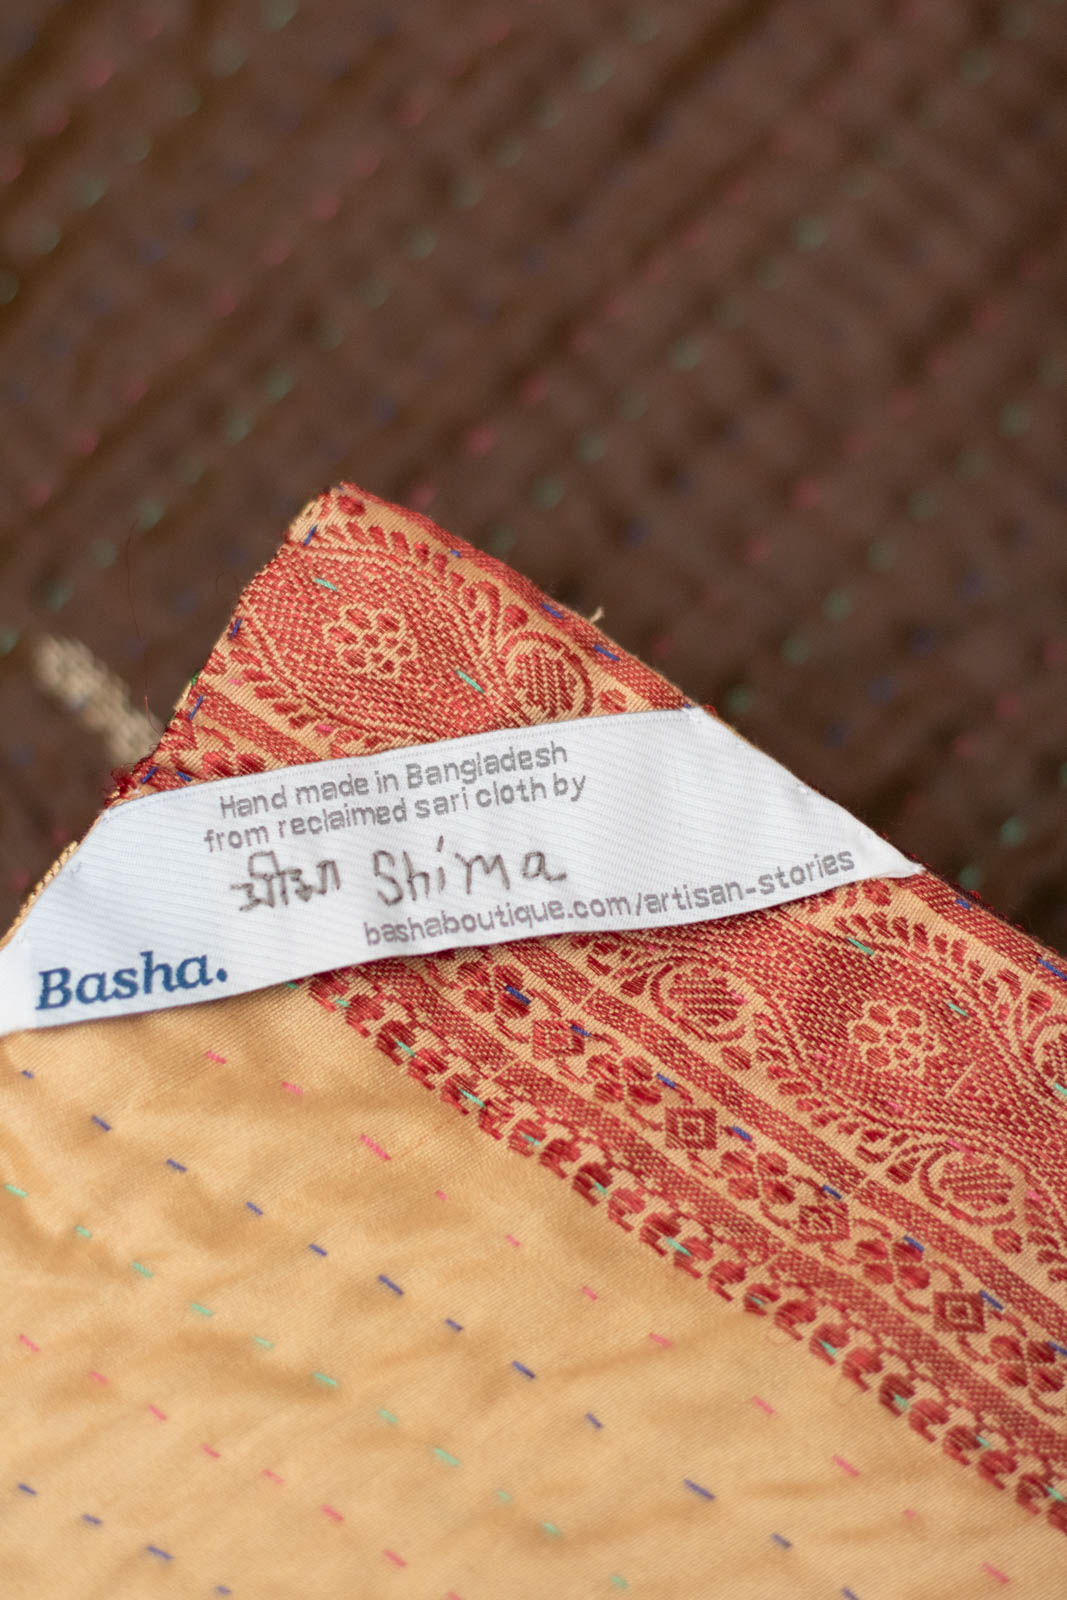 Hand made in Bangladesh
from reclaimed sari cloth by
Shima
bashaboutique.com/artisan-stories
Basha.